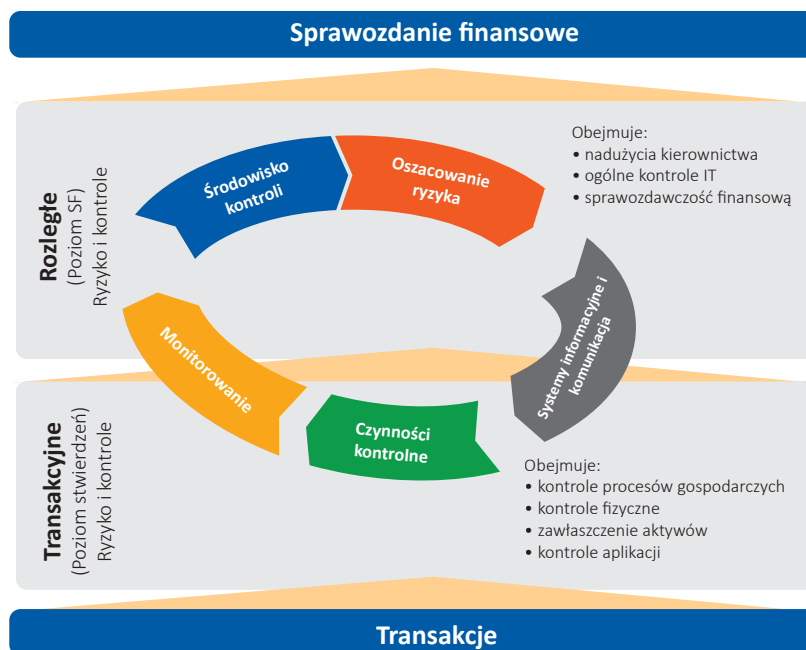 Sprawozdanie finansowe
Rozległe
(Poziom SF)
Ryzyko i kontrole
Środowisko
kontroli
Oszacowanie
ryzyka
Obejmuje:
• nadużycia kierownictwa
• ogólne kontrole IT
• sprawozdawczość finansową
Systemy informacyjne i
komunikacja
Monitorowanie
Czynności
kontrolne
Transakcyjne
(Poziom stwierdzeń)
Ryzyko i kontrole
Obejmuje:
• kontrole procesów gospodarczych
• kontrole fizyczne
• zawłaszczenie aktywów
• kontrole aplikacji
Transakcje